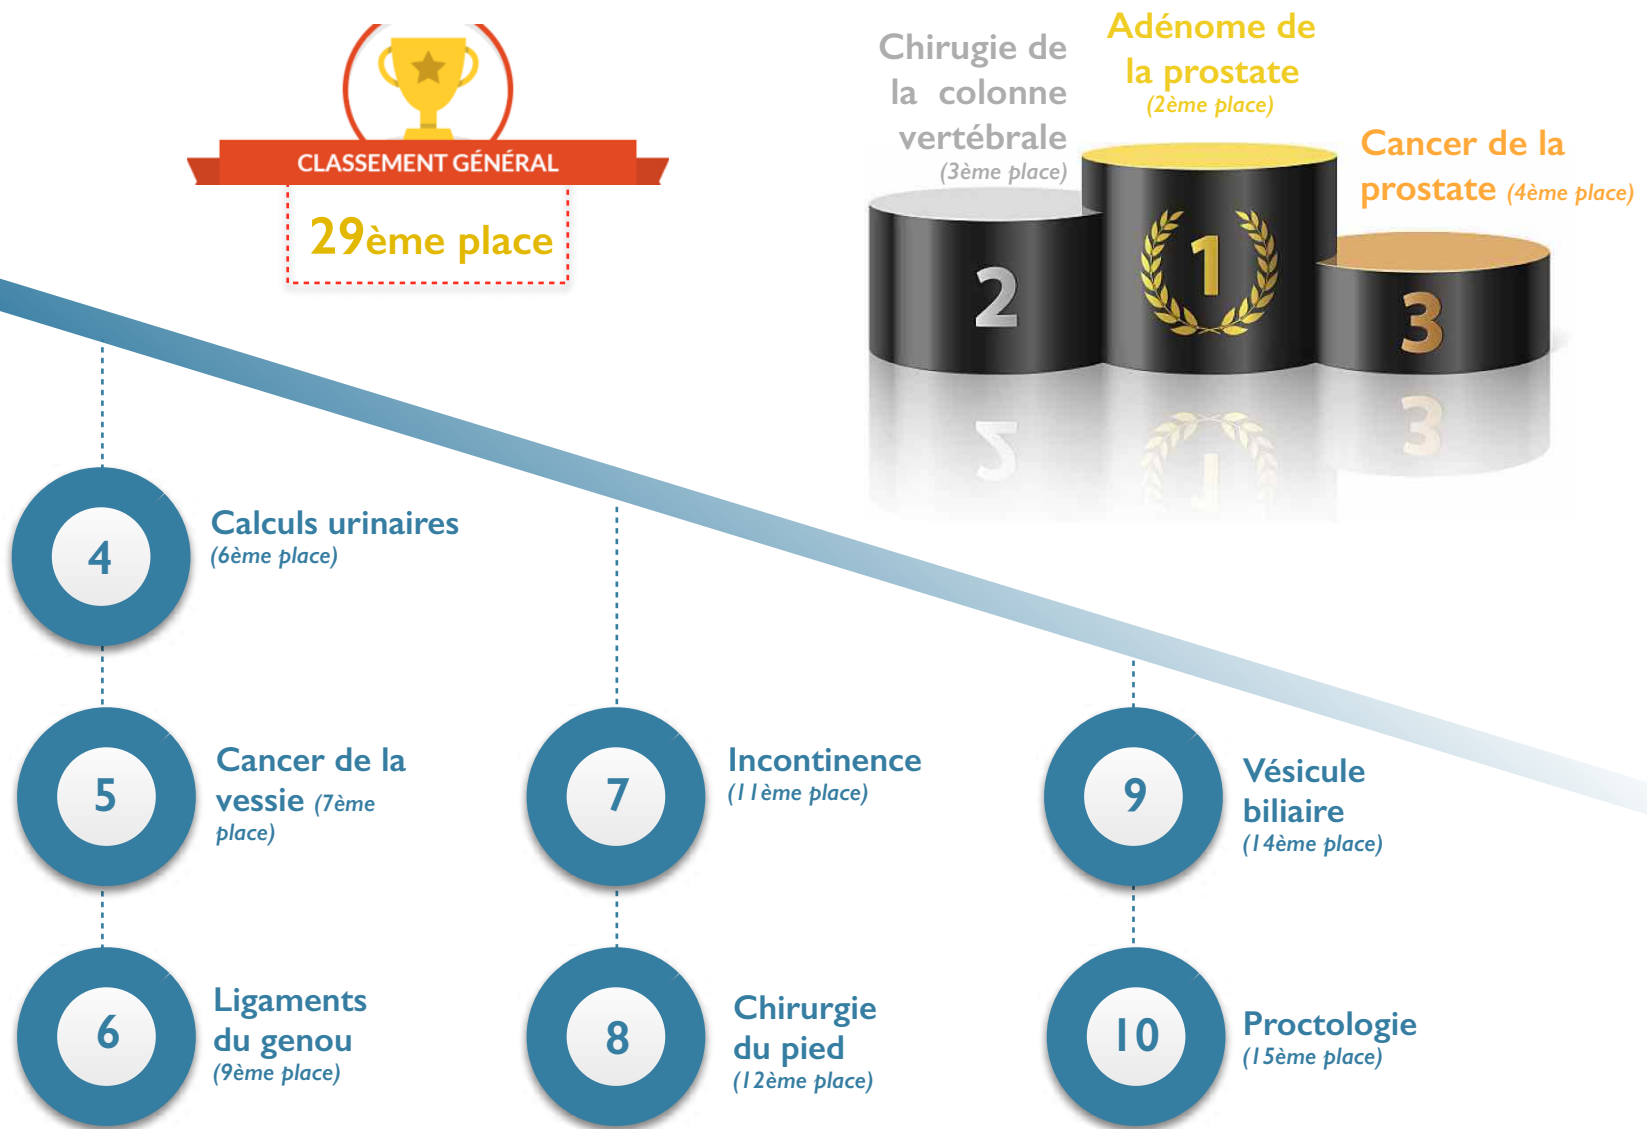 CLASSEMENT GÉNÉRAL
29ème place
Chirugie de
la colonne
vertébrale
(3ème place)
Adénome de
la prostate
(2ème place)
Cancer de la
prostate (4ème place)
2
1
3
4
Calculs urinaires
(6ème place)
5
Cancer de la
vessie (7ème
place)
6
Ligaments
du genou
(9ème place)
7
Incontinence
(11ème place)
8
Chirurgie
du pied
(12ème place)
9
Vésicule
biliaire
(14ème place)
10
Proctologie
(15ème place)